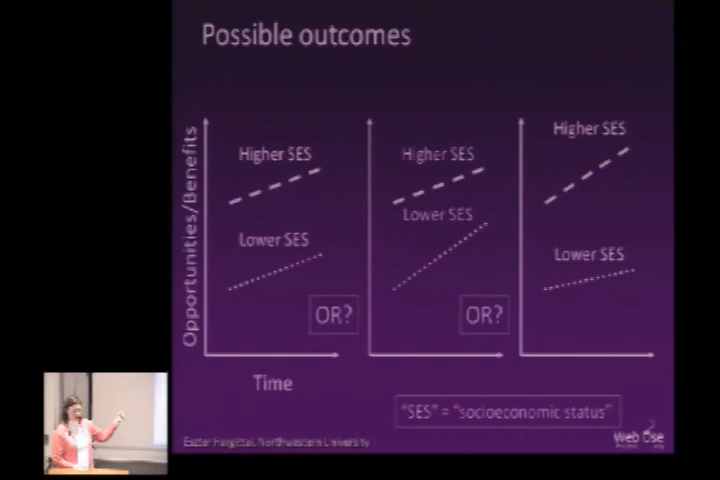 Possible outcomes
Opportunities/Benefits
Higher SES
Lower SES
OR?
Higher SES
Lower SES
OR?
Higher SES
Lower SES
Time
"SES" = "socioeconomic status"
Eszter Hargittai, Northwestern University
Web Use